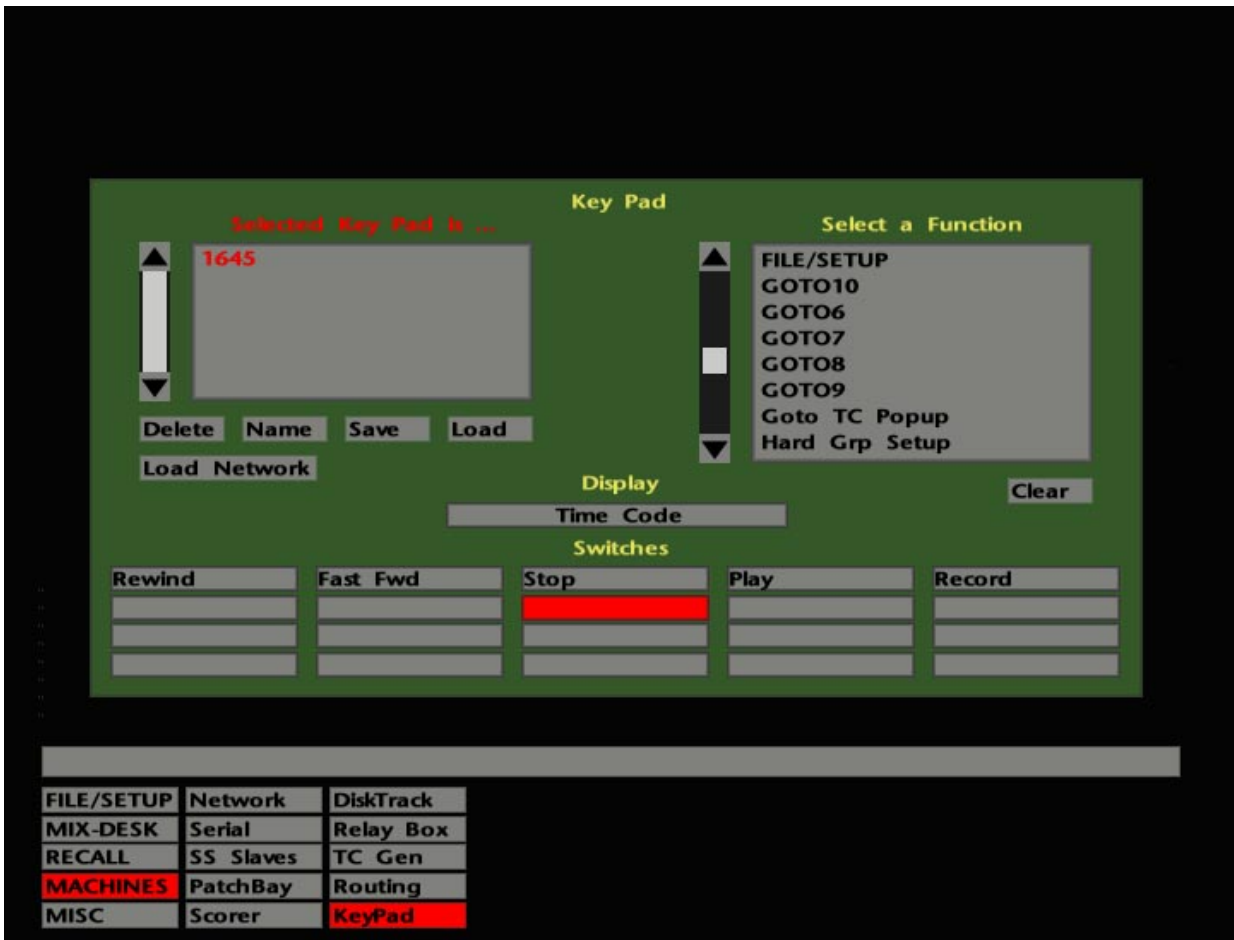 Key Pad
Selected Key Pad is ...
Select a Function
1645
FILE/SETUP
GOTO10
GOTO6
GOTO7
GOTO8
GOTO9
Goto TC Popup
Hard Grp Setup
Delete Name Save Load
Load Network
Clear
Display
Time Code
Switches
Rewind Fast Fwd Stop Play Record
FILE/SETUP Network DiskTrack
MIX-DESK Serial Relay Box
RECALL SS Slaves TC Gen
MACHINES PatchBay Routing
MISC Scorer KeyPad